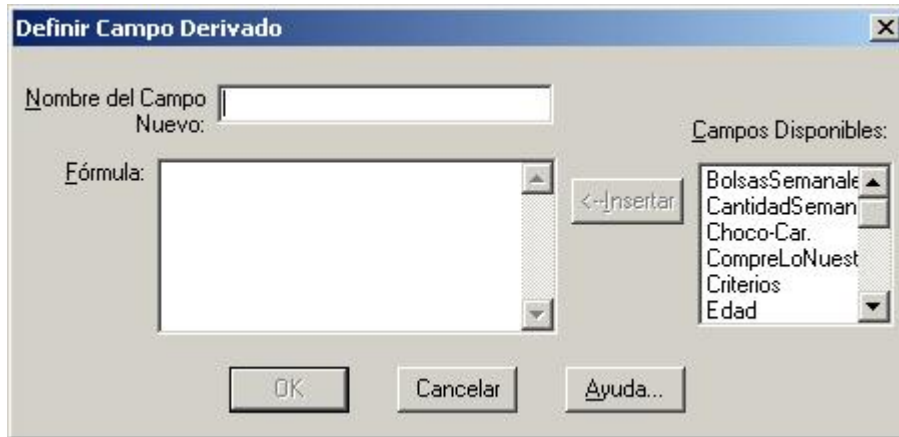 Definir Campo Derivado
Nombre del Campo
Nuevo:
Campos Disponibles:
Fórmula:
<--Insertar
BolsasSemanale
CantidadSeman
Choco-Car.
CompreLoNuest
Criterios
Edad
OK
Cancelar
Ayuda...